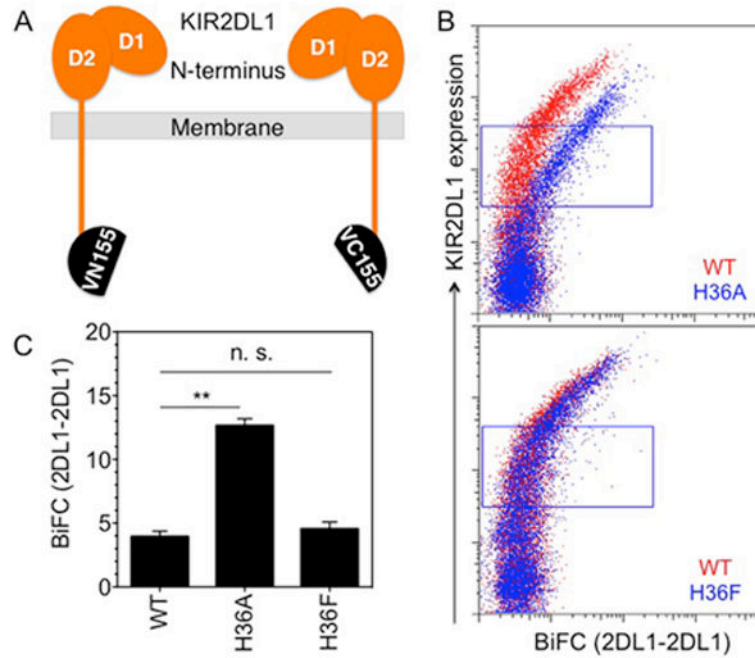 A
KIR2DL1
D1
D2
N-terminus
D1
D2
Membrane
VN155
VC155
B
KIR2DL1 expression
WT
H36A
WT
H36F
BiFC (2DL1-2DL1)
C
BiFC (2DL1-2DL1)
20
15
10
5
0
n. s.
**
WT
H36A
H36F